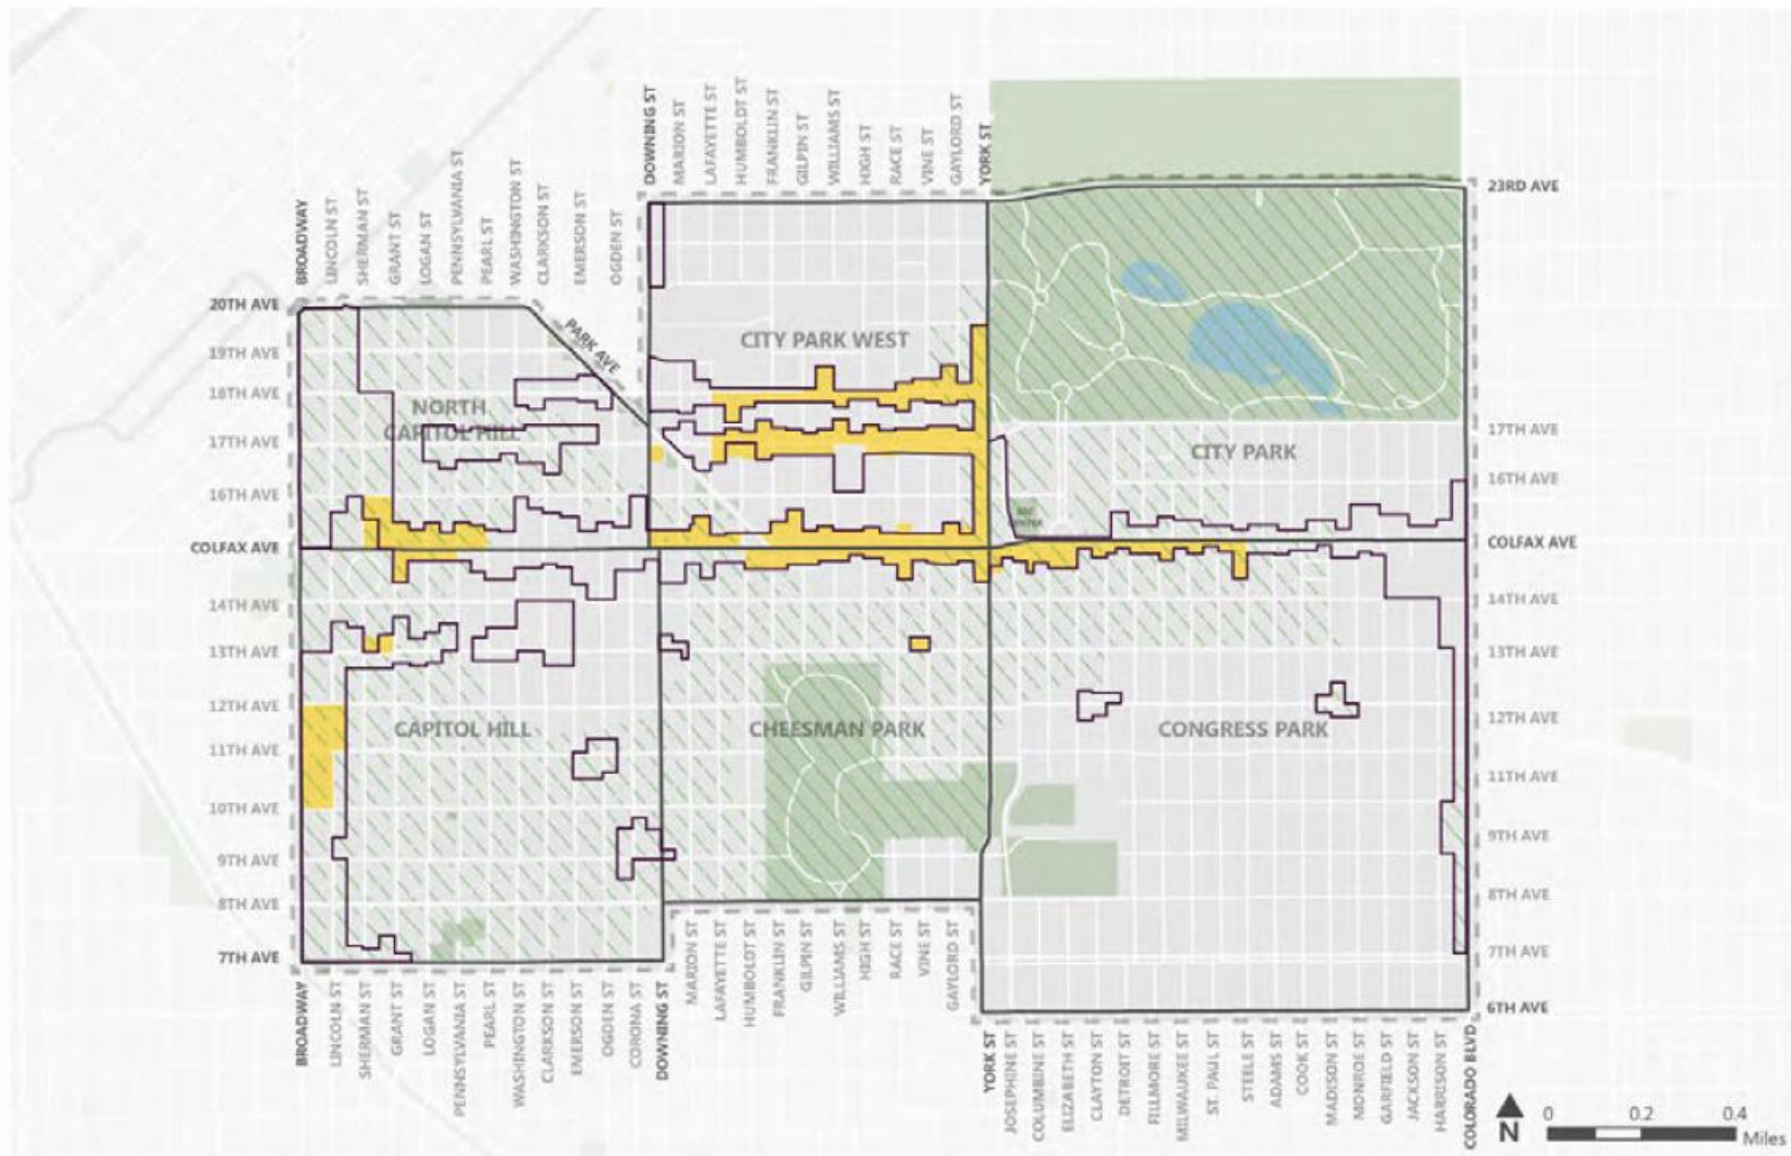 DOWNING ST
MARION ST
LAFAYETTE ST
HUMBOLDT ST
FRANKLIN ST
GILPIN ST
WILLIAMS ST
HIGH ST
RACE ST
VINE ST
GAYLORD ST
YORK ST
BROADWAY
LINCOLN ST
SHERMAN ST
GRANT ST
LOGAN ST
PENNSYLVANIA ST
PEARL ST
WASHINGTON ST
CLARKSON ST
EMERSON ST
OGDEN ST
PARK AVE
20TH AVE
19TH AVE
18TH AVE
17TH AVE
16TH AVE
COLFAX AVE
14TH AVE
13TH AVE
12TH AVE
11TH AVE
10TH AVE
9TH AVE
8TH AVE
7TH AVE
23RD AVE
17TH AVE
16TH AVE
COLFAX AVE
14TH AVE
13TH AVE
12TH AVE
11TH AVE
9TH AVE
8TH AVE
7TH AVE
6TH AVE
CITY PARK WEST
NORTH
CAPITOL HILL
CITY PARK
CAPITOL HILL
CHEESMAN PARK
CONGRESS PARK
BROADWAY
LINCOLN ST
SHERMAN ST
GRANT ST
LOGAN ST
PENNSYLVANIA ST
PEARL ST
WASHINGTON ST
CLARKSON ST
EMERSON ST
OGDEN ST
CORONA ST
DOWNING ST
MARION ST
LAFAYETTE ST
HUMBOLDT ST
FRANKLIN ST
GILPIN ST
WILLIAMS ST
HIGH ST
RACE ST
VINE ST
GAYLORD ST
YORK ST
JOSEPHINE ST
COLUMBINE ST
ELIZABETH ST
CLAYTON ST
DETROIT ST
FILLMORE ST
MILWAUKEE ST
ST. PAUL ST
STEELE ST
ADAMS ST
COOK ST
MADISON ST
MONROE ST
GARFIELD ST
JACKSON ST
HARRISON ST
COLORADO BLVD
N
0 0.2 0.4
Miles